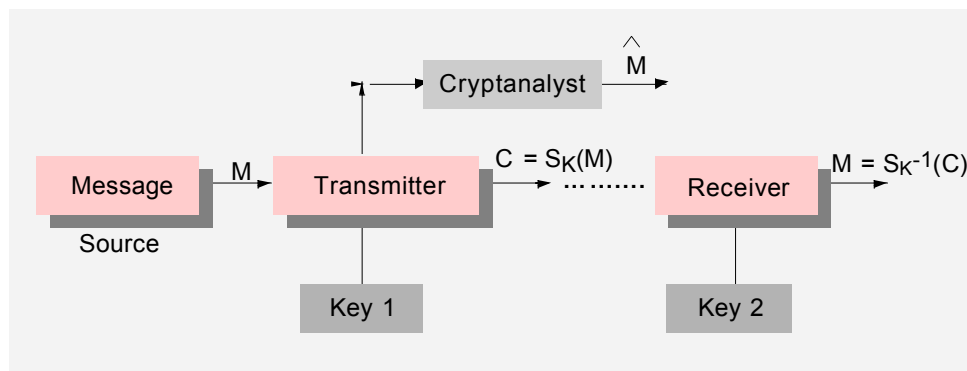 ^
M
Cryptanalyst
M
C = SK(M)
M = SK-1(C)
Message
Transmitter
... .......
Receiver
Source
Key 1
Key 2